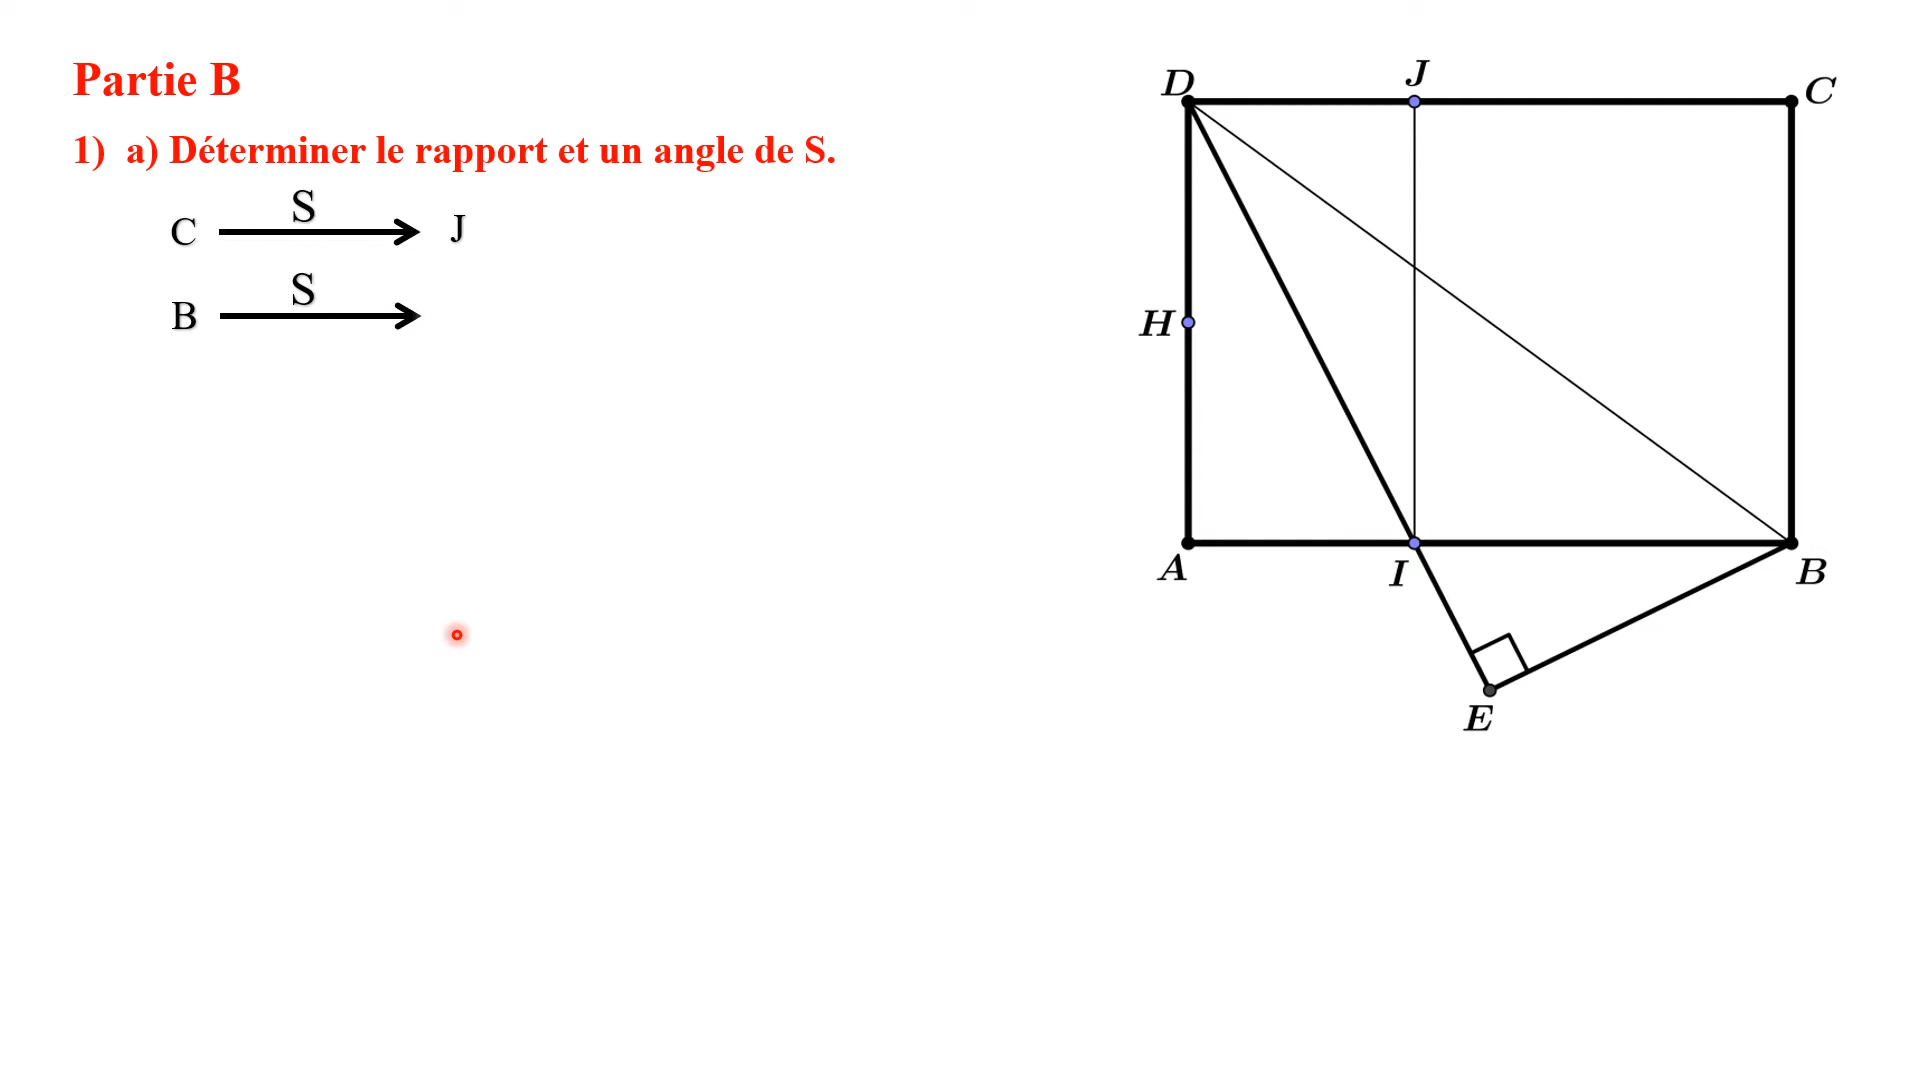 Partie B
1) a) Déterminer le rapport et un angle de S.
S
C J
S
B
D J C
H
A I B
E